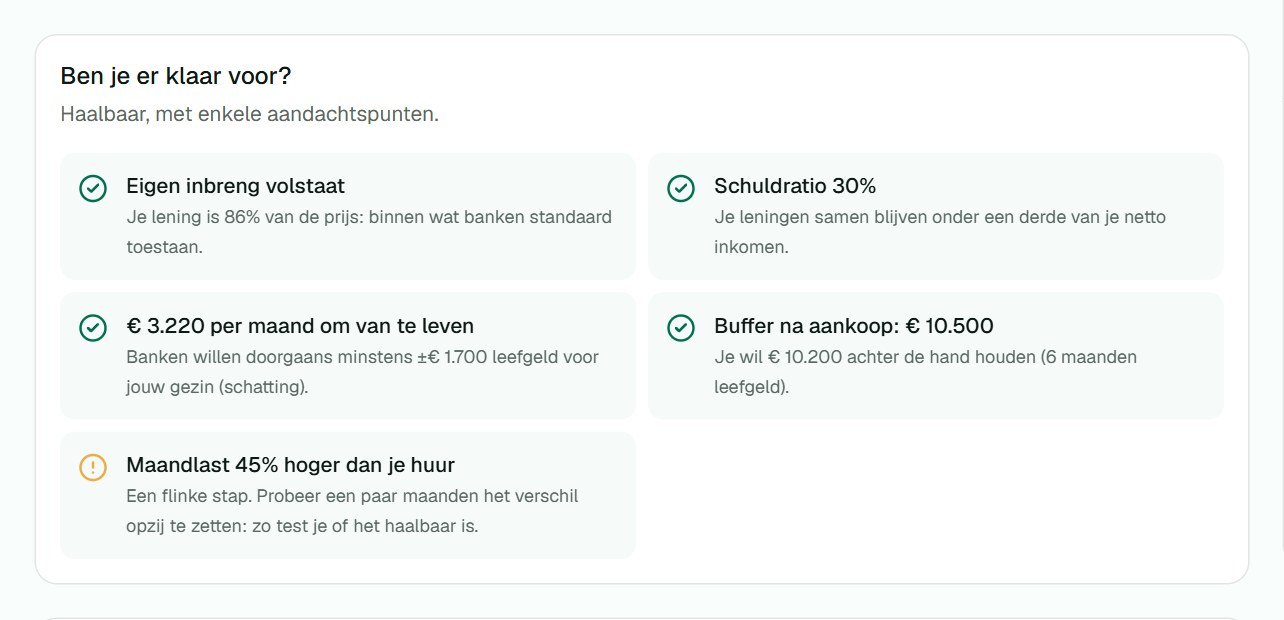 Ben je er klaar voor?
Haalbaar, met enkele aandachtspunten.
Eigen inbreng volstaat
Je lening is 86% van de prijs: binnen wat banken standaard
toestaan.
Schuldratio 30%
Je leningen samen blijven onder een derde van je netto
inkomen.
€ 3.220 per maand om van te leven
Banken willen doorgaans minstens ±€ 1.700 leefgeld voor
jouw gezin (schatting).
Buffer na aankoop: € 10.500
Je wil € 10.200 achter de hand houden (6 maanden
leefgeld).
Maandlast 45% hoger dan je huur
Een flinke stap. Probeer een paar maanden het verschil
opzij te zetten: zo test je of het haalbaar is.